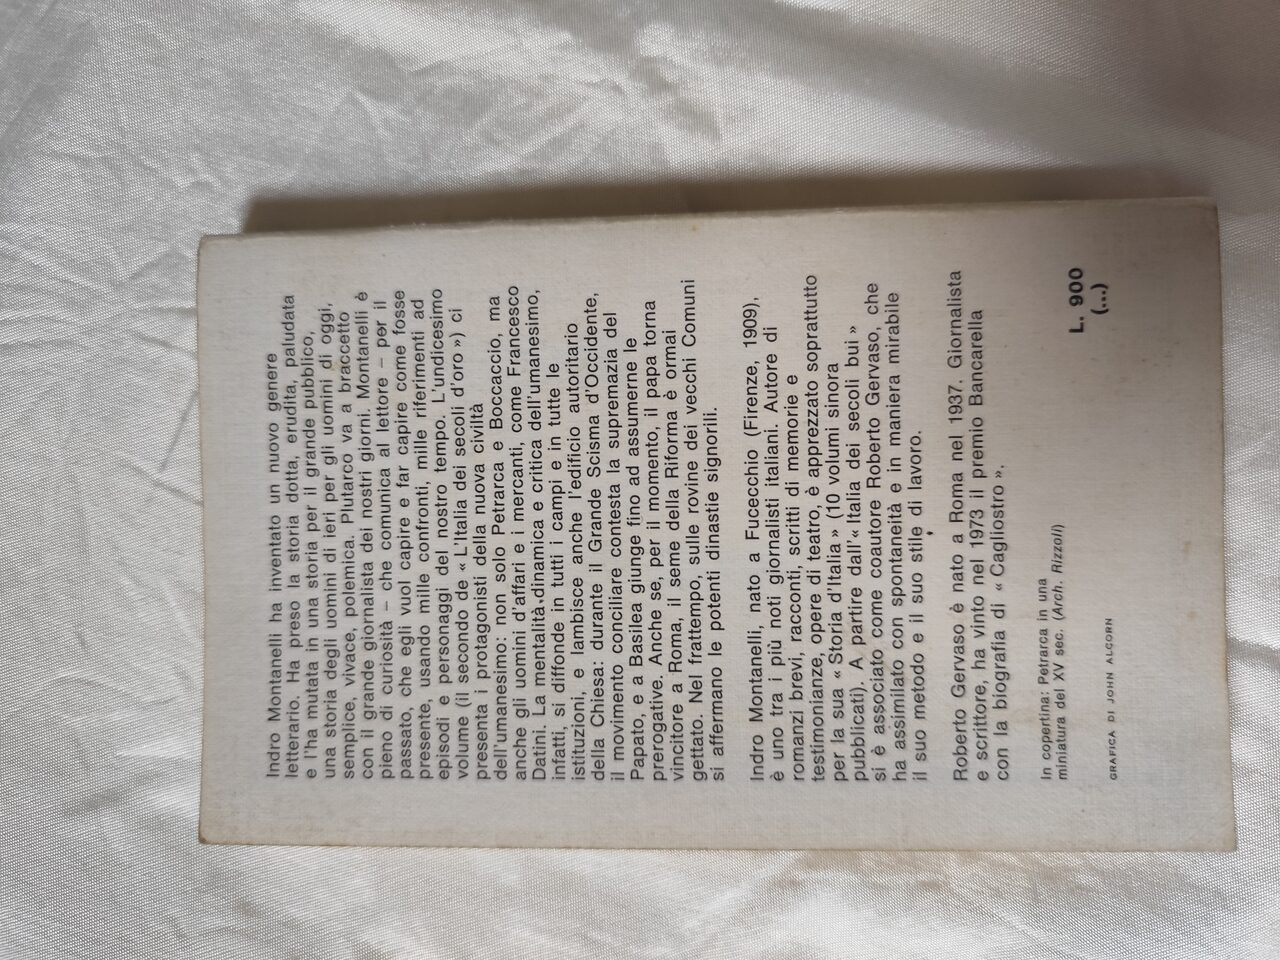 Indro Montanelli ha inventato un nuovo genere
letterario. Ha preso la storia dotta, erudita, paludata
e l'ha mutata in una storia per il grande pubblico,
una storia degli uomini di ieri per gli uomini di oggi,
semplice, vivace, polemica. Plutarco va a braccetto
con il grande giornalista dei nostri giorni. Montanelli è
pieno di curiosità – che comunica al lettore – per il
passato, che egli vuol capire e far capire come fosse
presente, usando mille confronti, mille riferimenti ad
episodi e personaggi del nostro tempo. L'undicesimo
volume (il secondo de « L'Italia dei secoli d'oro ») ci
presenta i protagonisti della nuova civiltà
dell'umanesimo: non solo Petrarca e Boccaccio, ma
anche gli uomini d'affari e i mercanti, come Francesco
Datini. La mentalità dinamica e critica dell'umanesimo,
infatti, si diffonde in tutti i campi e in tutte le
istituzioni, e lambisce anche l'edificio autoritario
della Chiesa: durante il Grande Scisma d'Occidente,
il movimento conciliare contesta la supremazia del
Papato, e a Basilea giunge fino ad assumerne le
prerogative. Anche se, per il momento, il papa torna
vincitore a Roma, il seme della Riforma è ormai
gettato. Nel frattempo, sulle rovine dei vecchi Comuni
si affermano le potenti dinastie signorili.
Indro Montanelli, nato a Fucecchio (Firenze, 1909),
è uno tra i più noti giornalisti italiani. Autore di
romanzi brevi, racconti, scritti di memorie e
testimonianze, opere di teatro, è apprezzato soprattutto
per la sua « Storia d'Italia » (10 volumi sinora
pubblicati). A partire dall'« Italia dei secoli bui »
si è associato come coautore Roberto Gervaso, che
ha assimilato con spontaneità e in maniera mirabile
il suo metodo e il suo stile di lavoro.
Roberto Gervaso è nato a Roma nel 1937. Giornalista
e scrittore, ha vinto nel 1973 il premio Bancarella
con la biografia di « Cagliostro ».
In copertina: Petrarca in una
miniatura del XV sec. (Arch. Rizzoli)
GRAFICA DI JOHN ALCORN
L. 900
(...)